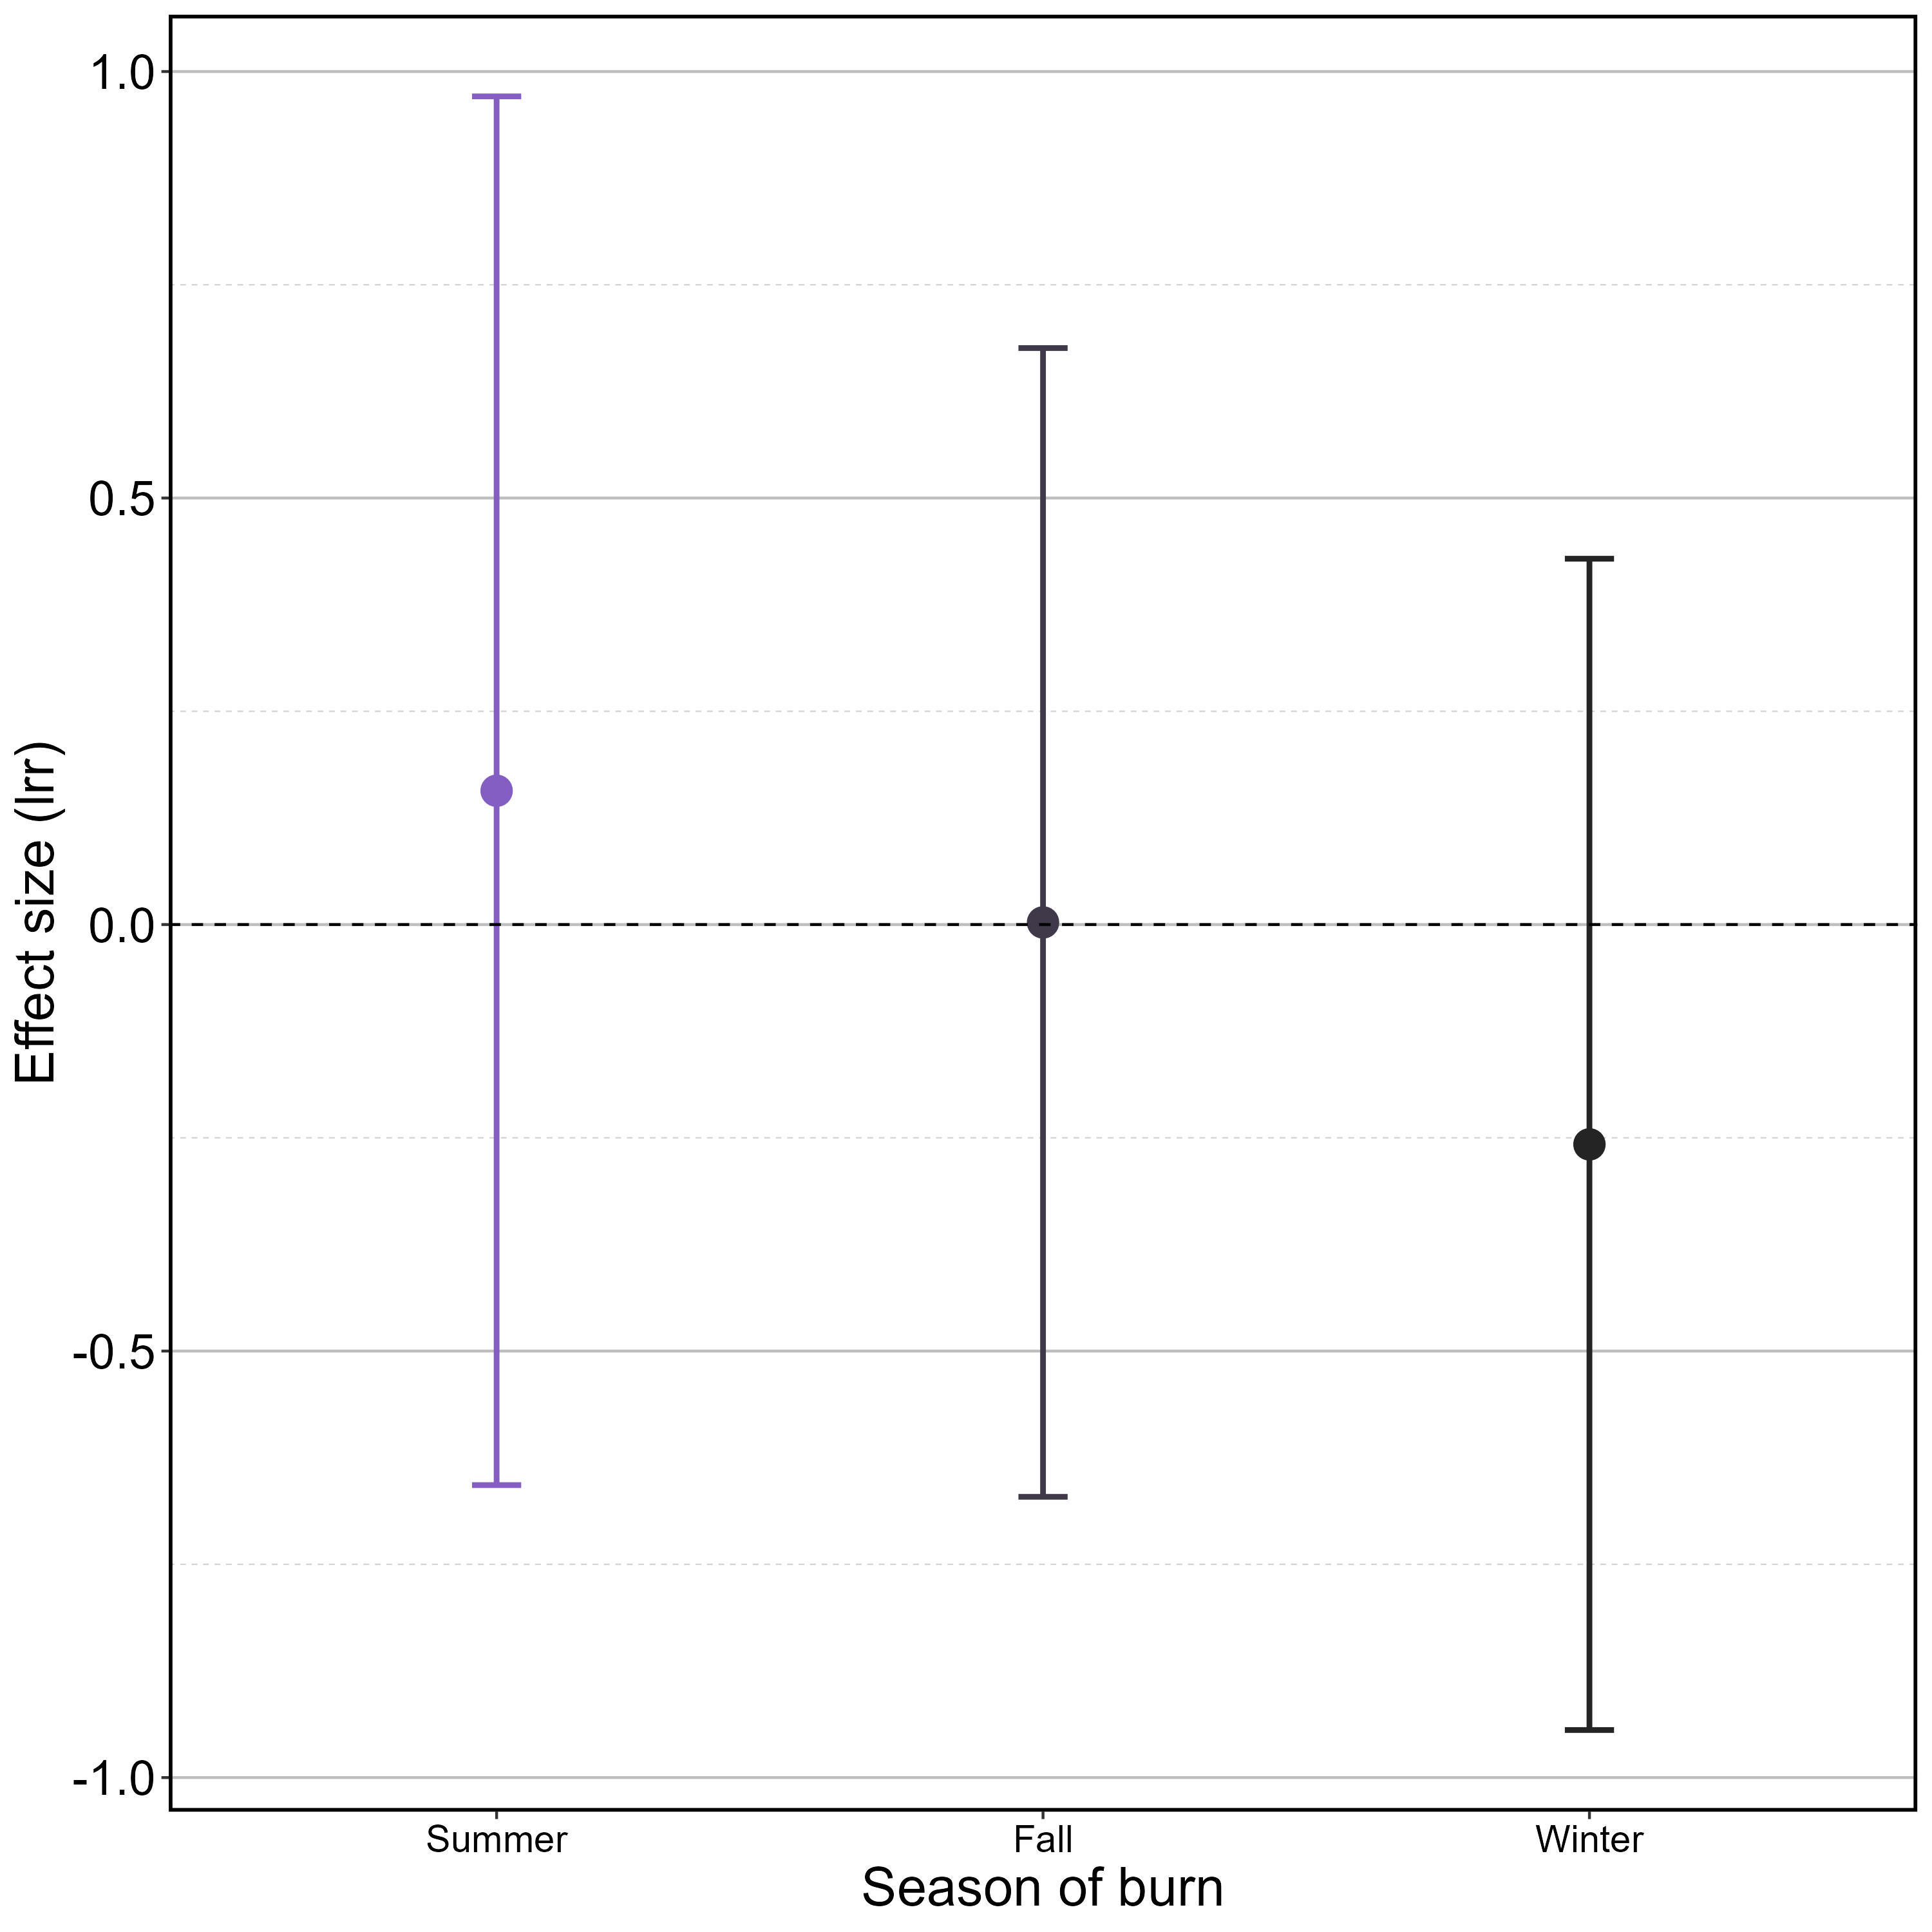 Effect size (lrr)
1.0
0.5
0.0
-0.5
-1.0
Summer Fall Winter
Season of burn